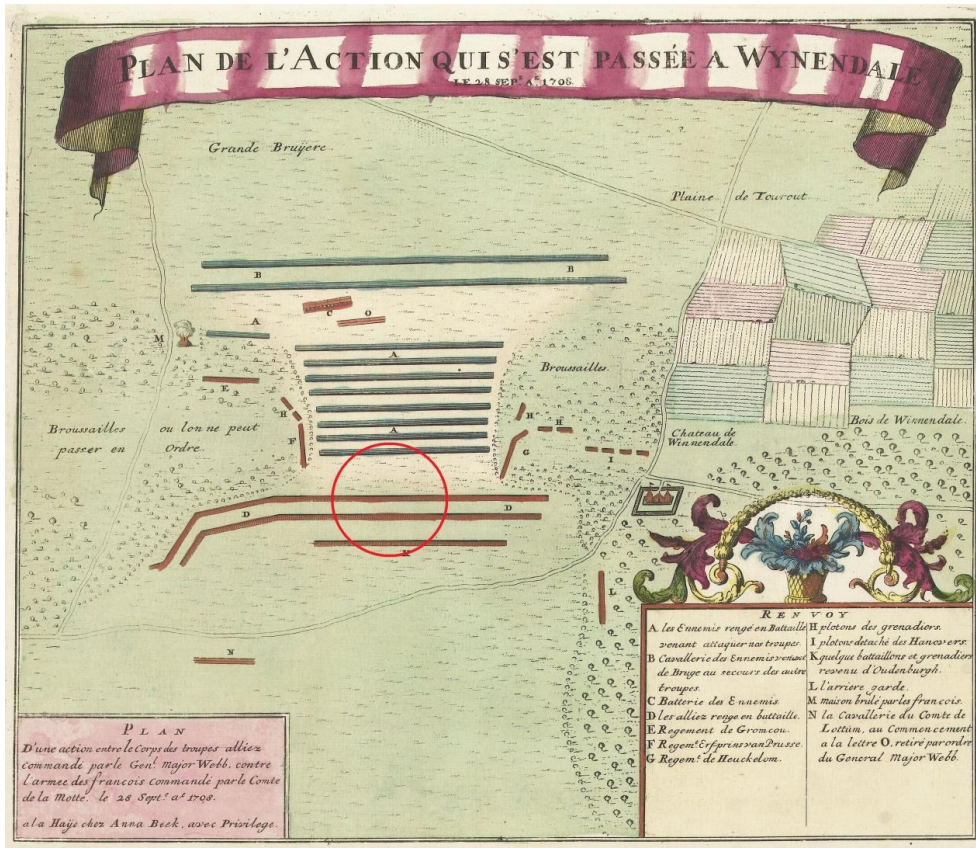 PLAN DE L'ACTION QUI S'EST PASSÉE A WYNENDALE
LE 28 SEP.t A.o 1708.
Grande Bruÿere.
Plaine de Tourout
B
B
C
O
A
M
A
E
Broussailles
H
H
H
Broussailles ou lon ne peut
passer en Ordre
F
A
G
I
Chateau de
Winnendale
Bois de Winnendale
D
D
K
L
N
RENVOY
A les Ennemis rengé en Battaille
venant attaquer nos troupes
B Cavallerie des Ennemis venant
de Bruge au secours des autre
troupes.
C Batterie des Ennemis.
D les alliez renge en battaille.
E Regement de Gromcou.
F Regem.t Erfprins van Prusse.
G Regem.t de Heuckelom.
H plotons des grenadiers.
I plotons detaché des Hanovers.
K quelque battaillons et grenadiers
revenu d'Oudenburgh.
L l'arriere garde.
M maison brulé par les francois.
N la Cavallerie du Comte de
Lottum, au Commencement
a la lettre O, retiré par ordre
du General Major Webb.
PLAN
D'une action entre le Corps des troupes alliez
commandé par le Gen.l Major Webb, contre
l'armée des francois commandé par le Comte
de la Motte, le 28 Sept.t a.o 1708.
a la Haÿe chez Anna Beek, avec Privilege.